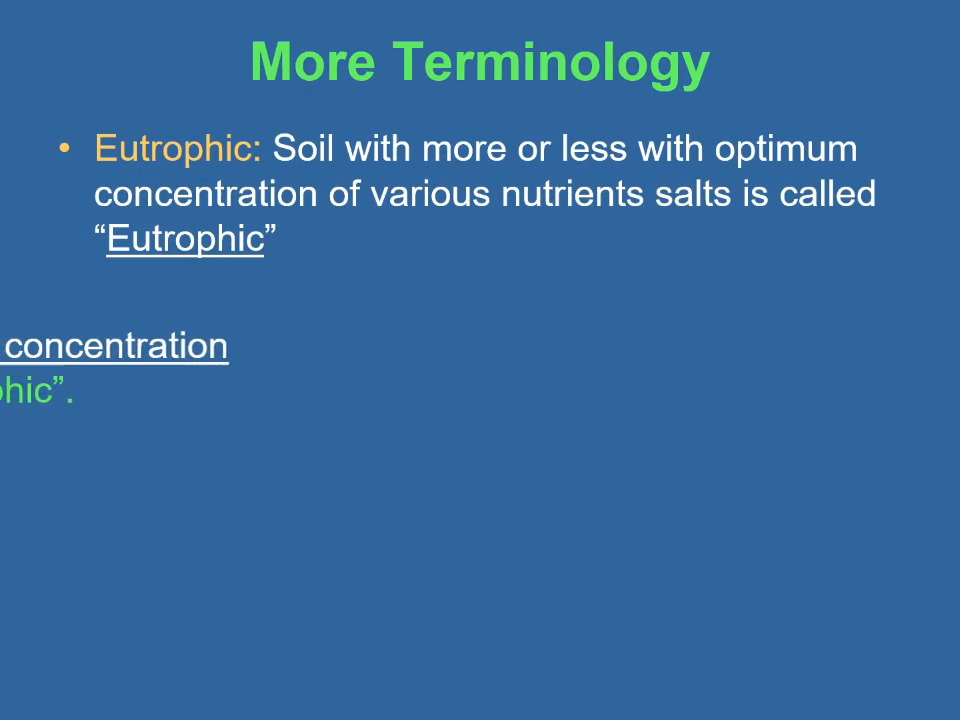 More Terminology
• Eutrophic: Soil with more or less with optimum
concentration of various nutrients salts is called
“Eutrophic”
concentration
phic”.